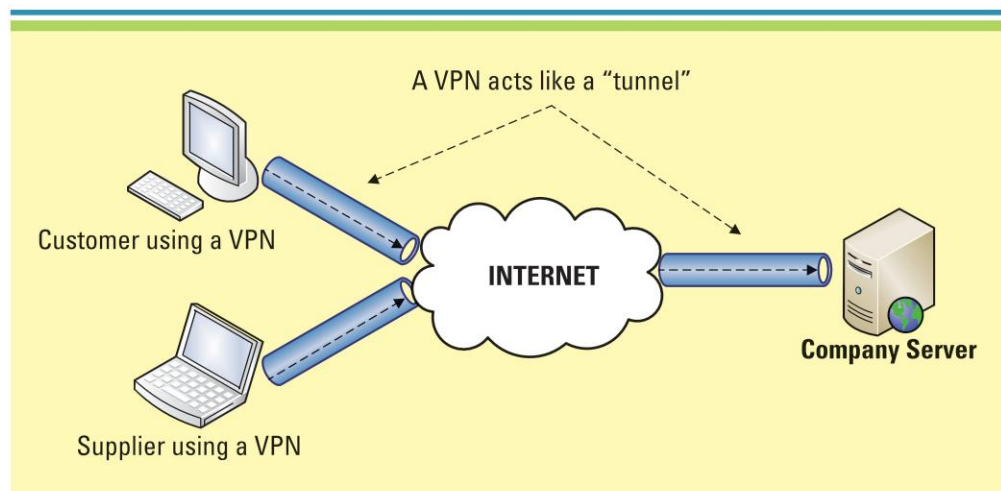 A VPN acts like a “tunnel”
Customer using a VPN
INTERNET
Company Server
Supplier using a VPN